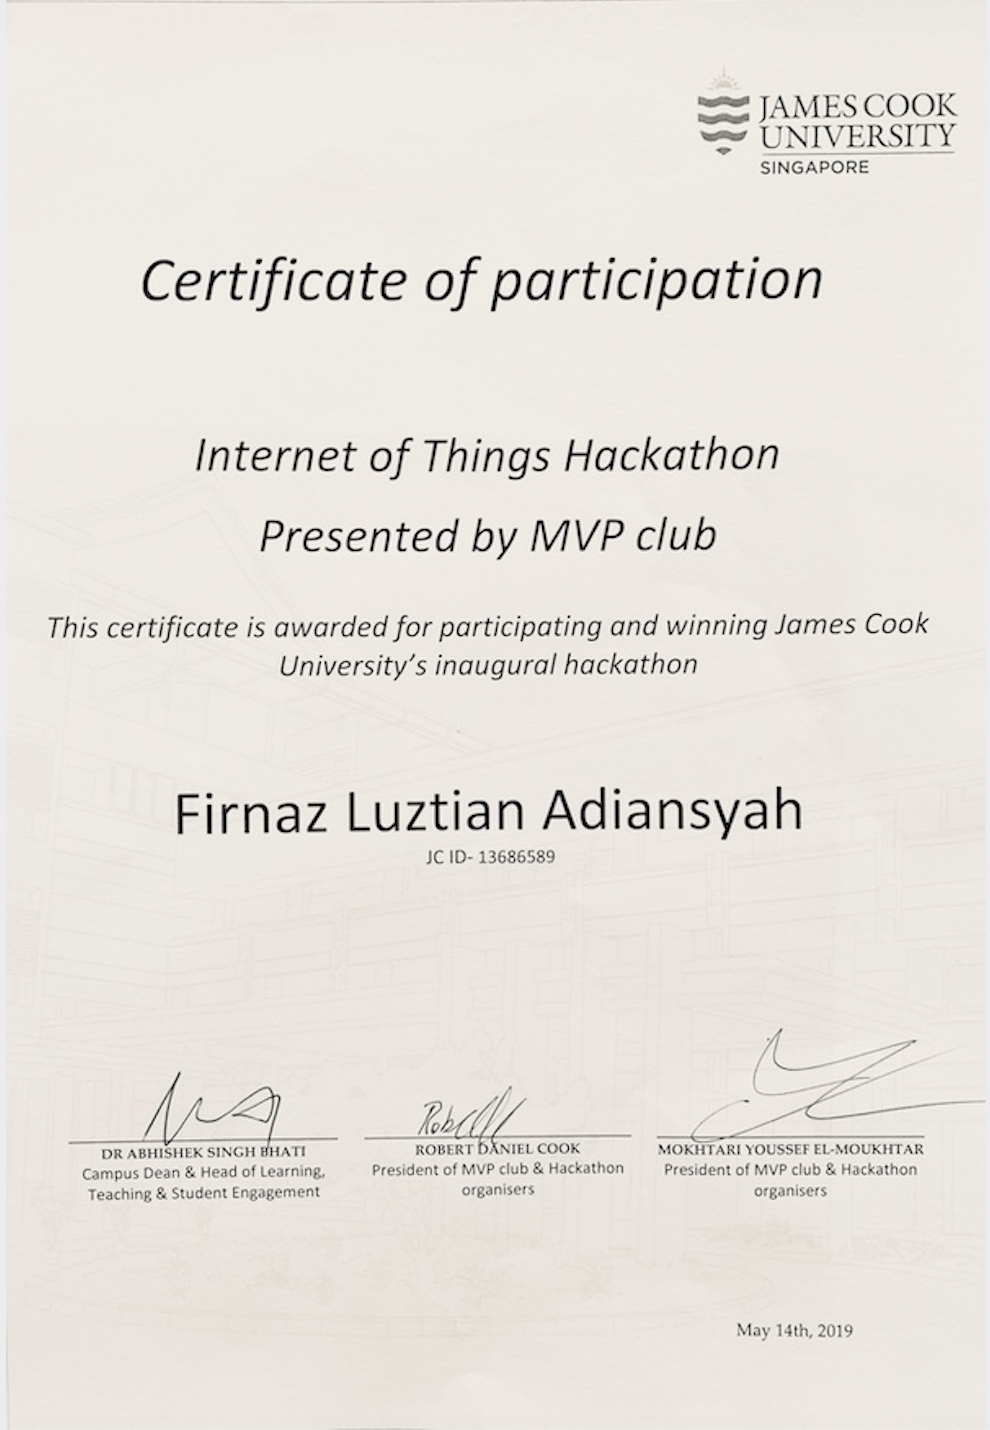 JAMES COOK
UNIVERSITY
SINGAPORE
Certificate of participation
Internet of Things Hackathon
Presented by MVP club
This certificate is awarded for participating and winning James Cook
University's inaugural hackathon
Firnaz Luztian Adiansyah
JC ID- 13686589
DR ABHISHEK SINGH BHATI
Campus Dean & Head of Learning,
Teaching & Student Engagement
Rob
ROBERT DANIEL COOK
President of MVP club & Hackathon
organisers
MOKHTARI YOUSSEF EL-MOUKHTAR
President of MVP club & Hackathon
organisers
May 14th, 2019